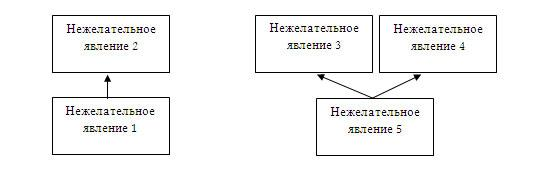 Нежелательное
явление 2
Нежелательное
явление 3
Нежелательное
явление 4
Нежелательное
явление 1
Нежелательное
явление 5